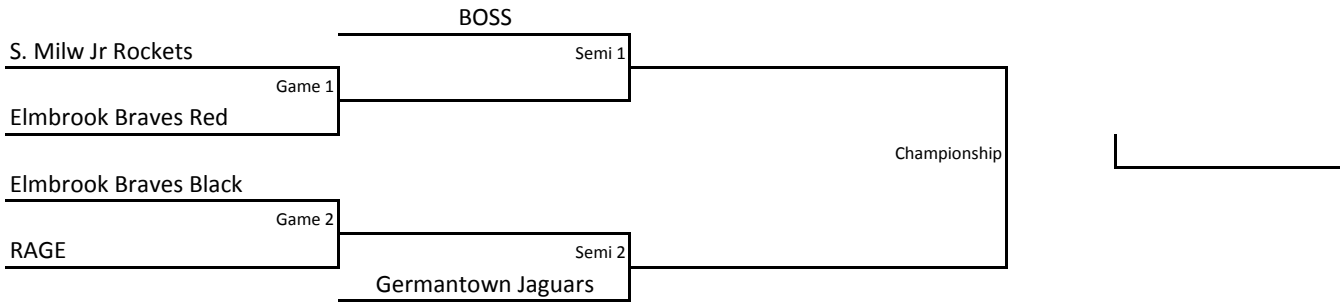 BOSS
S. Milw Jr Rockets
Semi 1
Game 1
Elmbrook Braves Red
Championship
Elmbrook Braves Black
Game 2
RAGE
Semi 2
Germantown Jaguars